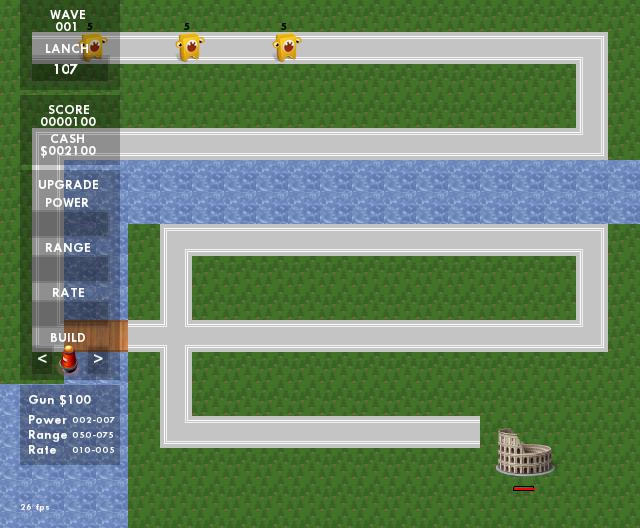 WAVE
001
5 5 5
LANCH
107
SCORE
0000100
CASH
$002100
UPGRADE
POWER
RANGE
RATE
BUILD
< >
Gun $100
Power 002-007
Range 050-075
Rate 010-005
26 fps